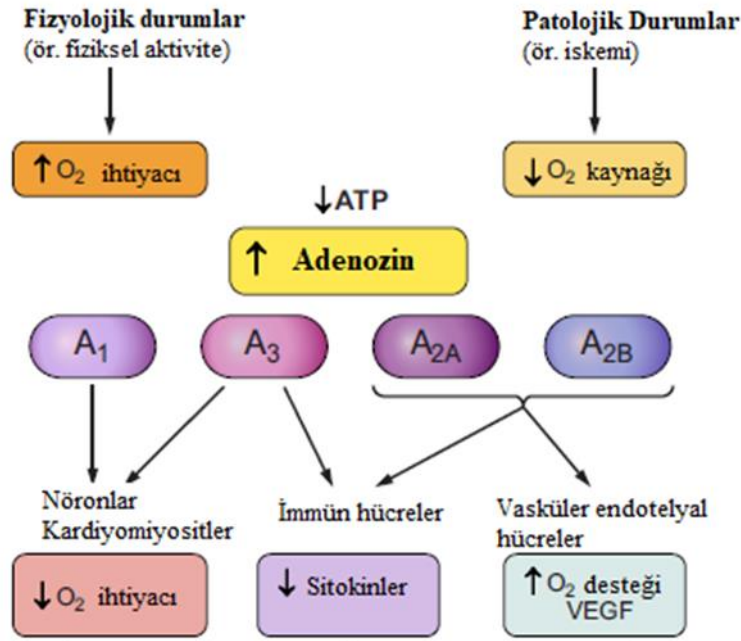 Fizyolojik durumlar
(ör. fiziksel aktivite)
Patolojik Durumlar
(ör. iskemi)
↑O₂ ihtiyacı
↓O₂ kaynağı
↓ATP
↑ Adenozin
A₁
A₃
A₂A
A₂B
Nöronlar
Kardiyomiyositler
İmmün hücreler
Vasküler endotelyal
hücreler
↓O₂ ihtiyacı
↓ Sitokinler
↑O₂ desteği
VEGF